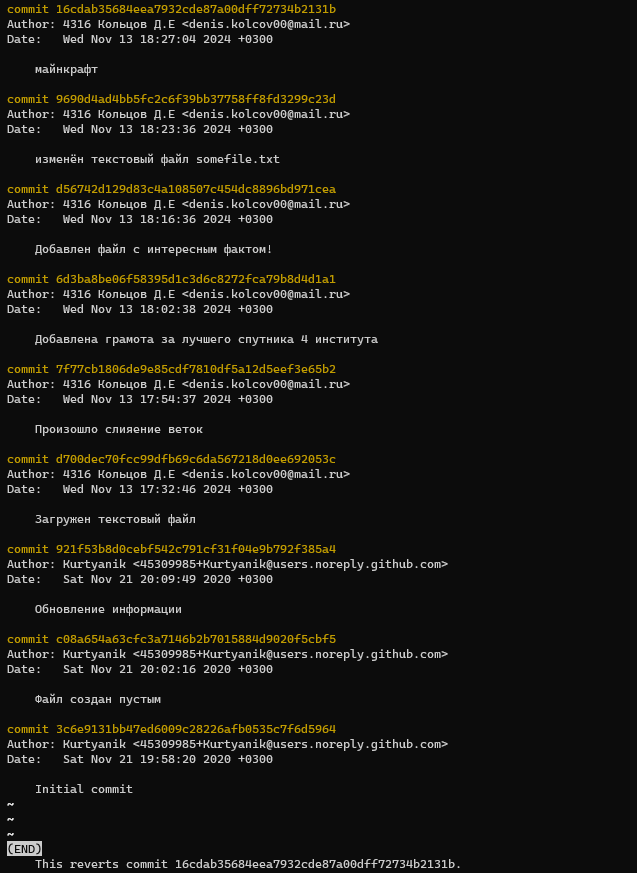 commit 16cdab35684eea7932cde87a00dff72734b2131b
Author: 4316 Кольцов Д.Е <denis.kolcov00@mail.ru>
Date:   Wed Nov 13 18:27:04 2024 +0300
майнкрафт
commit 9690d4ad4bb5fc2c6f39bb37758ff8fd3299c23d
Author: 4316 Кольцов Д.Е <denis.kolcov00@mail.ru>
Date:   Wed Nov 13 18:23:36 2024 +0300
изменён текстовый файл somefile.txt
commit d56742d129d83c4a108507c454dc8896bd971cea
Author: 4316 Кольцов Д.Е <denis.kolcov00@mail.ru>
Date:   Wed Nov 13 18:16:36 2024 +0300
Добавлен файл с интересным фактом!
commit 6d3ba8be06f58395d1c3d6c8272fca79b8d4d1a1
Author: 4316 Кольцов Д.Е <denis.kolcov00@mail.ru>
Date:   Wed Nov 13 18:02:38 2024 +0300
Добавлена грамота за лучшего спутника 4 института
commit 7f77cb1806de9e85cdf7810df5a12d5eef3e65b2
Author: 4316 Кольцов Д.Е <denis.kolcov00@mail.ru>
Date:   Wed Nov 13 17:54:37 2024 +0300
Произошло слияение веток
commit d700dec70fcc99dfb69c6da567218d0ee692053c
Author: 4316 Кольцов Д.Е <denis.kolcov00@mail.ru>
Date:   Wed Nov 13 17:32:46 2024 +0300
Загружен текстовый файл
commit 921f53b8d0cebf542c791cf31f04e9b792f385a4
Author: Kurtyanik <45309985+Kurtyanik@users.noreply.github.com>
Date:   Sat Nov 21 20:09:49 2020 +0300
Обновление информации
commit c08a654a63cfc3a7146b2b7015884d9020f5cbf5
Author: Kurtyanik <45309985+Kurtyanik@users.noreply.github.com>
Date:   Sat Nov 21 20:02:16 2020 +0300
Файл создан пустым
commit 3c6e9131bb47ed6009c28226afb0535c7f6d5964
Author: Kurtyanik <45309985+Kurtyanik@users.noreply.github.com>
Date:   Sat Nov 21 19:58:20 2020 +0300
Initial commit
~
~
~
(END)
This reverts commit 16cdab35684eea7932cde87a00dff72734b2131b.